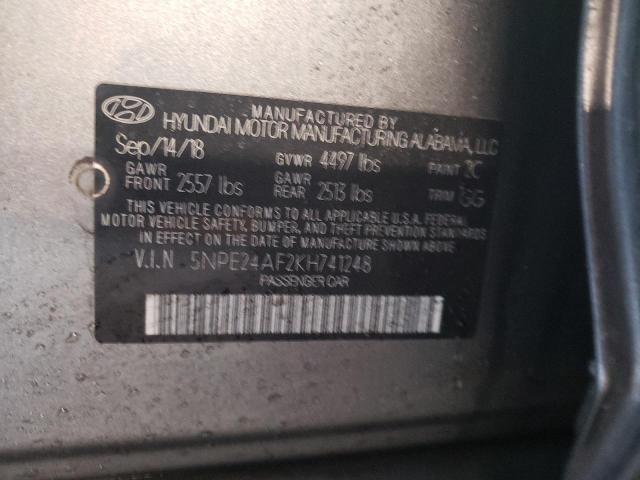 MANUFACTURED BY
HYUNDAI MOTOR MANUFACTURING ALABAMA, LLC
Sep/14/18 GVWR 4497 lbs PAINT
GAWR FRONT 2557 lbs GAWR REAR 2513 lbs TRIM GG
THIS VEHICLE CONFORMS TO ALL APPLICABLE U.S.A. FEDERAL
MOTOR VEHICLE SAFETY, BUMPER, AND THEFT PREVENTION STANDARDS
IN EFFECT ON THE DATE OF MANUFACTURE SHOWN ABOVE.
V.I.N 5NPE24AF2KH741248
PASSENGER CAR